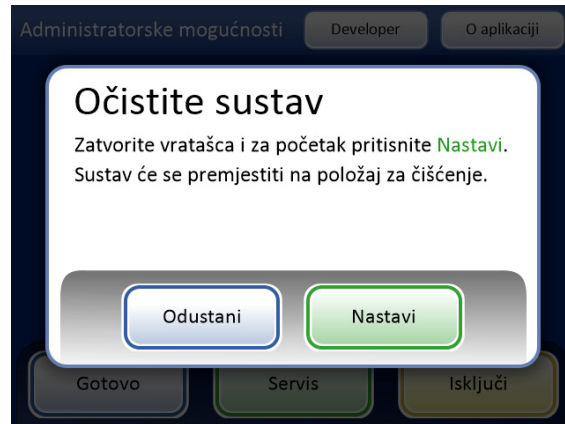 Administratorske mogućnosti
Developer
O aplikaciji
Očistite sustav
Zatvorite vratašca i za početak pritisnite Nastavi.
Sustav će se premjestiti na položaj za čišćenje.
Odustani
Nastavi
Gotovo
Servis
Isključi